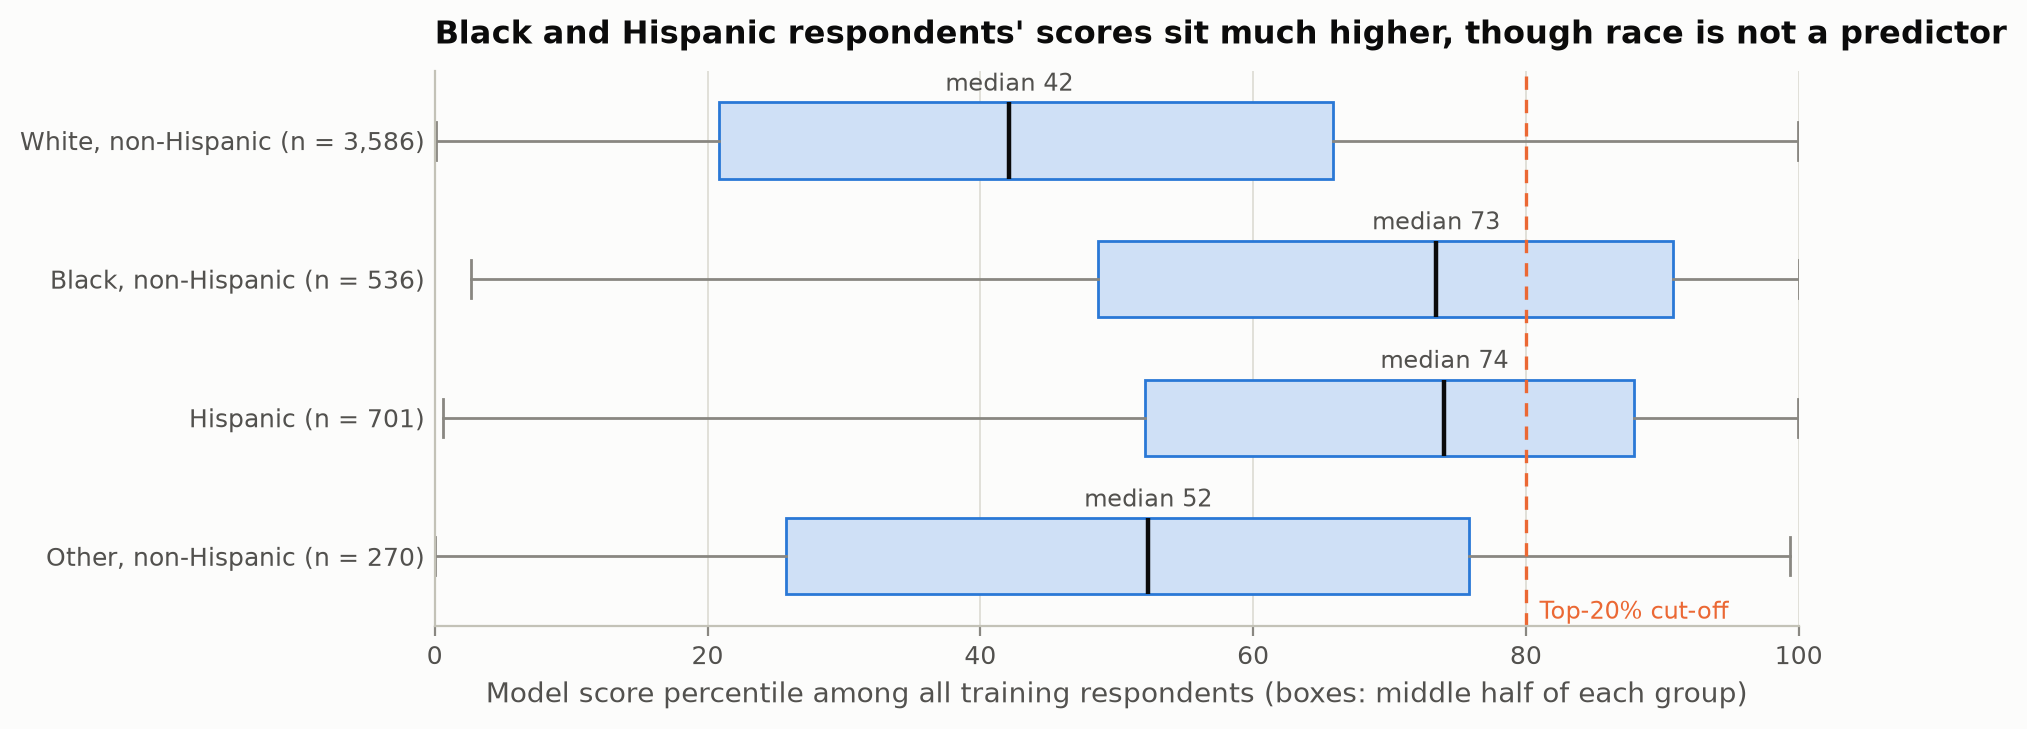 Black and Hispanic respondents' scores sit much higher, though race is not a predictor
median 42
White, non-Hispanic (n = 3,586)
median 73
Black, non-Hispanic (n = 536)
median 74
Hispanic (n = 701)
median 52
Other, non-Hispanic (n = 270)
Top-20% cut-off
0 20 40 60 80 100
Model score percentile among all training respondents (boxes: middle half of each group)